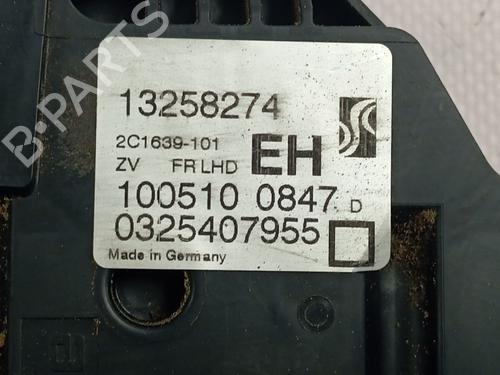 B-PARTS
13258274
2C1639-101
ZV FR LHD EH
100510 0847 D
0325407955
Made in Germany